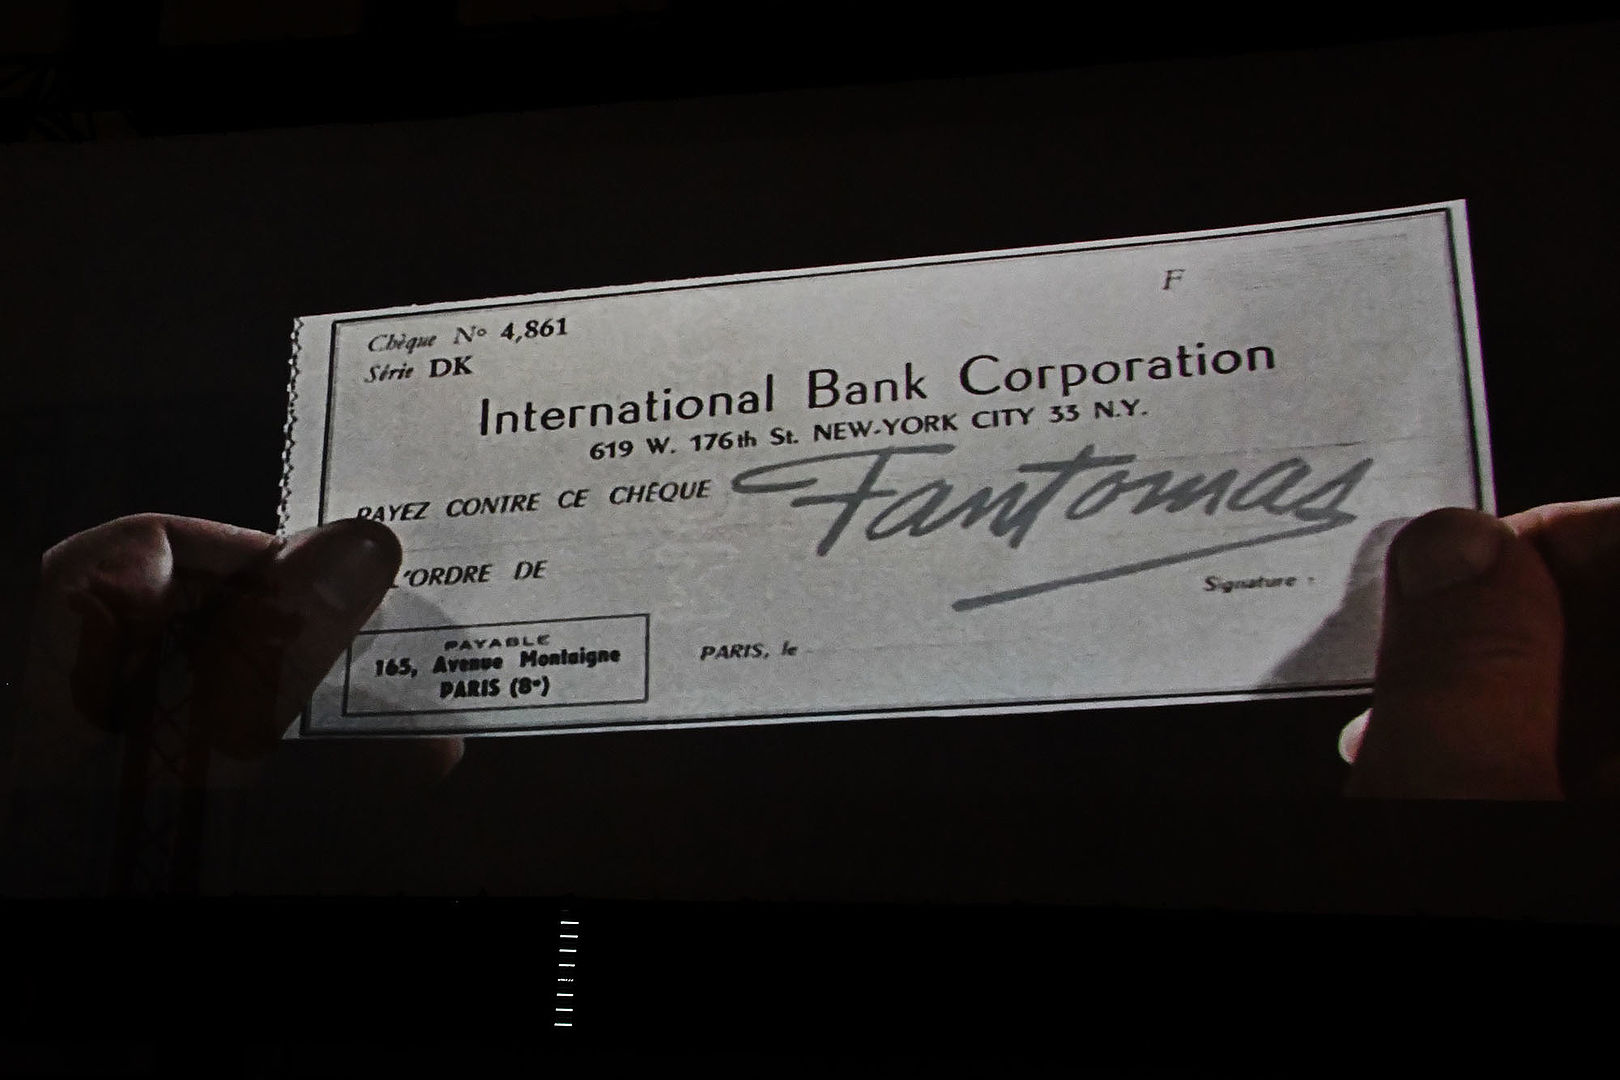 F
Chèque Nº 4,861
Série DK
International Bank Corporation
619 W. 176th St. NEW-YORK CITY 33 N.Y.
PAYEZ CONTRE CE CHÈQUE
Fantomas
L'ORDRE DE
Signature :
PAYABLE
165, Avenue Montaigne
PARIS (8e)
PARIS, le